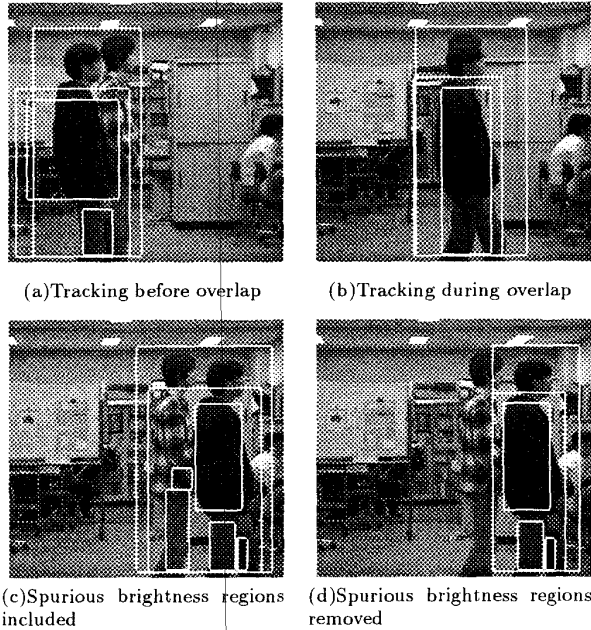 (a)Tracking before overlap
(b)Tracking during overlap
(c)Spurious brightness regions
included
(d)Spurious brightness regions
removed